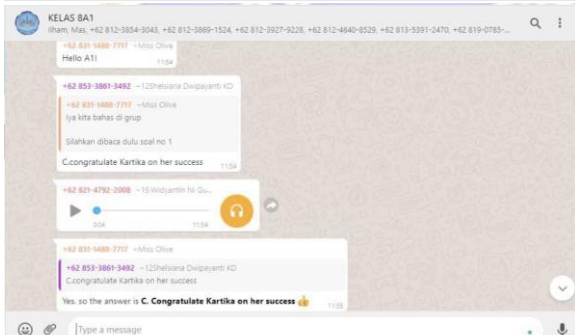 KELAS 8A1
Ilham, Mas, +62 812-3854-3043, +62 812-3869-1524, +62 812-3927-9228, +62 812-4640-8529, +62 813-5391-2470, +62 819-0785-...
+62 831-1488-7717 ~Miss Olive
Hello A1!
11:54
+62 853-3861-3492 ~12Shelsiana Dwipayanti KD
+62 831-1488-7717 ~Miss Olive
Iya kita bahas di grup
Silahkan dibaca dulu soal no 1
C.congratulate Kartika on her success
11:54
+62 821-4792-2008 ~19.Widyantin Ni Gu...
0:04 11:54
+62 831-1488-7717 ~Miss Olive
+62 853-3861-3492 ~12Shelsiana Dwipayanti KD
C.congratulate Kartika on her success
Yes. so the answer is C. Congratulate Kartika on her success 👍
11:55
Type a message